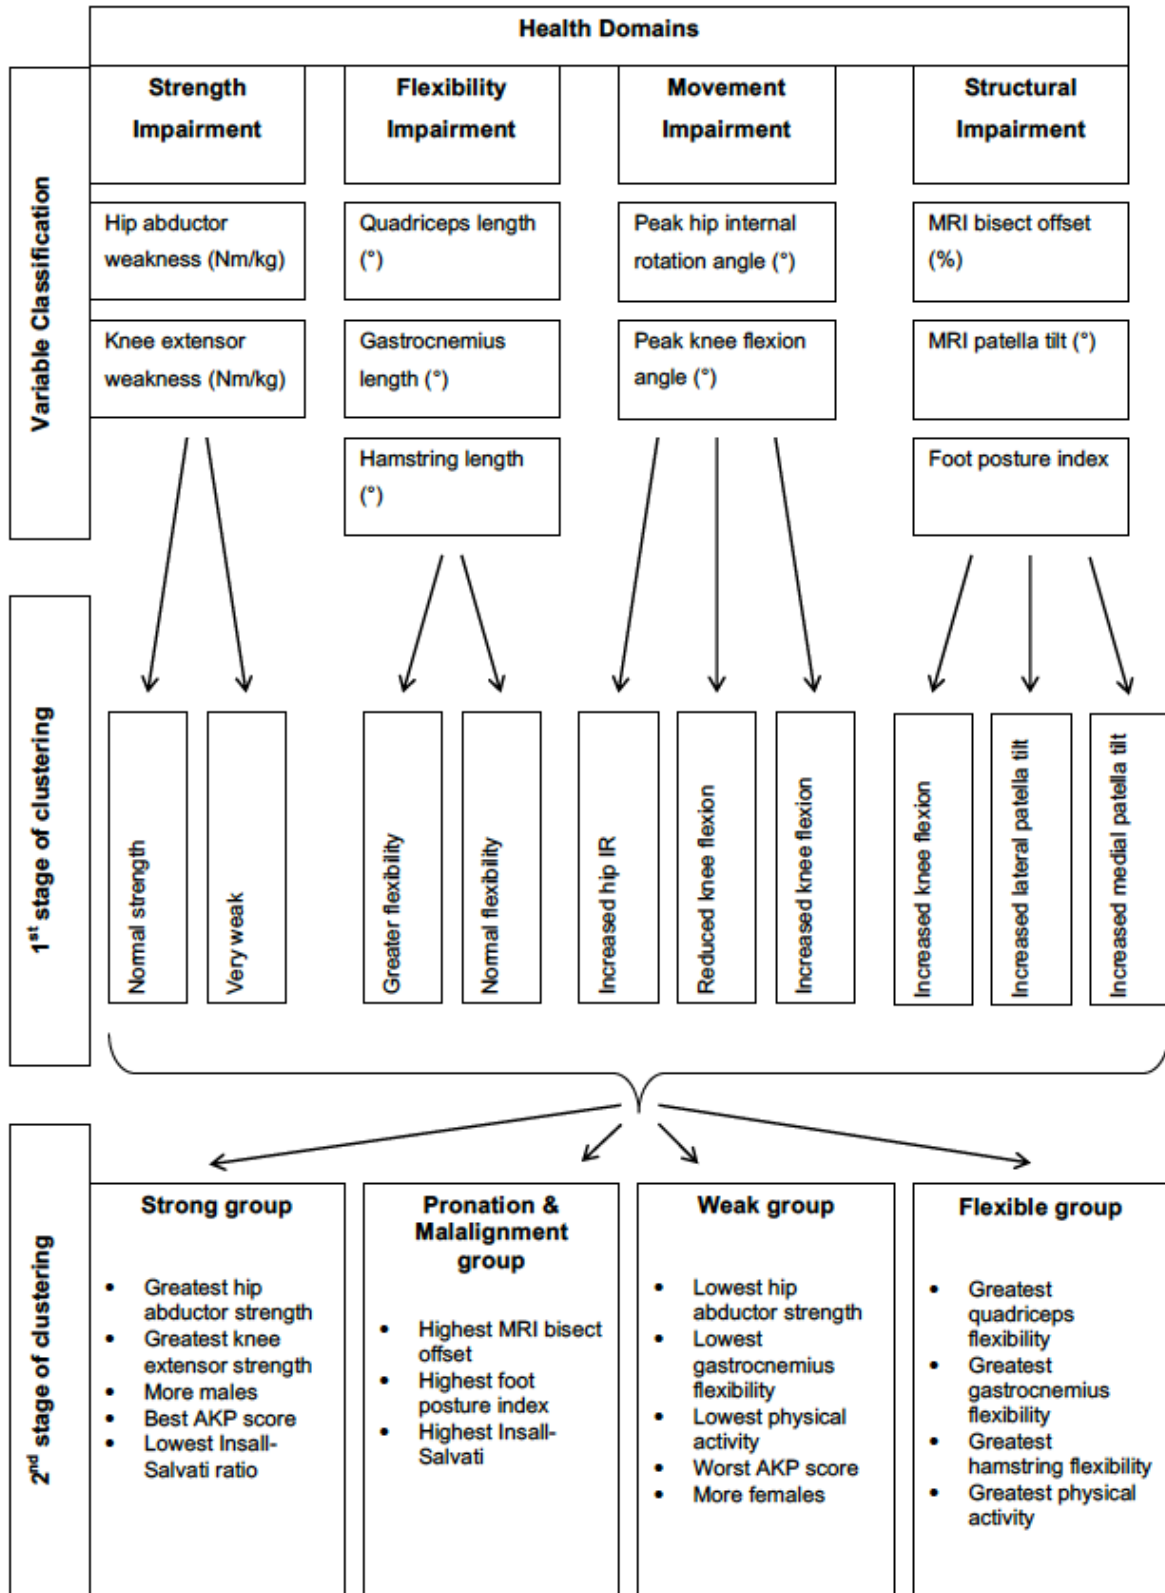 Health Domains
Variable Classification
Strength
Impairment
Flexibility
Impairment
Movement
Impairment
Structural
Impairment
Hip abductor
weakness (Nm/kg)
Quadriceps length
(°)
Peak hip internal
rotation angle (°)
MRI bisect offset
(%)
Knee extensor
weakness (Nm/kg)
Gastrocnemius
length (°)
Peak knee flexion
angle (°)
MRI patella tilt (°)
Hamstring length
(°)
Foot posture index
1st stage of clustering
Normal strength
Very weak
Greater flexibility
Normal flexibility
Increased hip IR
Reduced knee flexion
Increased knee flexion
Increased knee flexion
Increased lateral patella tilt
Increased medial patella tilt
2nd stage of clustering
Strong group
• Greatest hip
abductor strength
• Greatest knee
extensor strength
• More males
• Best AKP score
• Lowest Insall-
Salvati ratio
Pronation &
Malalignment
group
• Highest MRI bisect
offset
• Highest foot
posture index
• Highest Insall-
Salvati
Weak group
• Lowest hip
abductor strength
• Lowest
gastrocnemius
flexibility
• Lowest physical
activity
• Worst AKP score
• More females
Flexible group
• Greatest
quadriceps
flexibility
• Greatest
gastrocnemius
flexibility
• Greatest
hamstring flexibility
• Greatest physical
activity